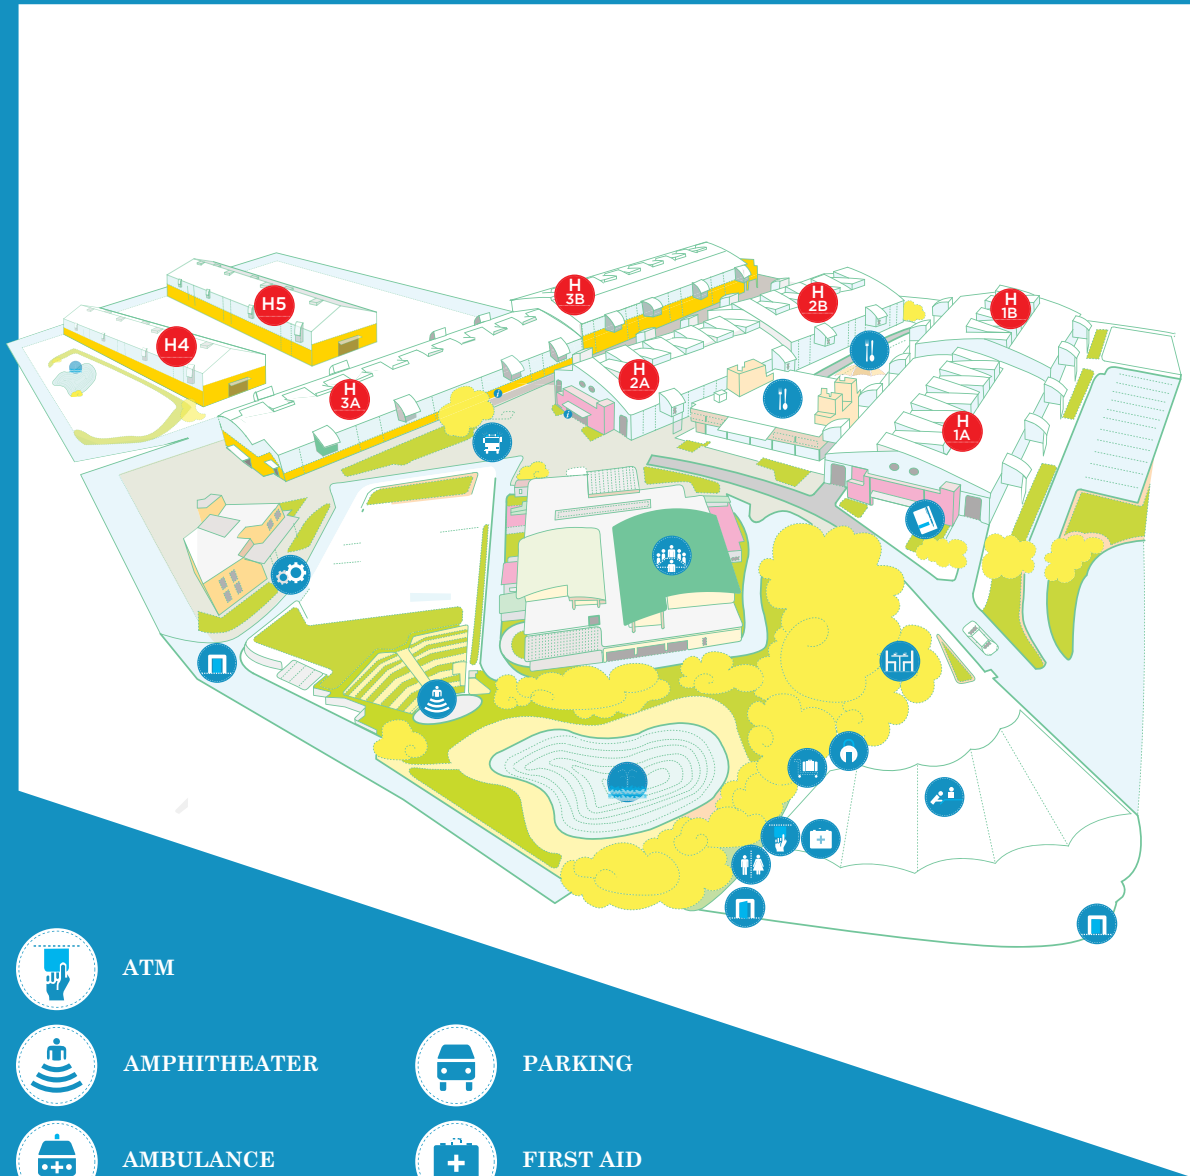 H
3B
H
2B
H
1B
H5
H4
H
3A
H
2A
H
1A
i
i
ATM
AMPHITHEATER
PARKING
AMBULANCE
FIRST AID